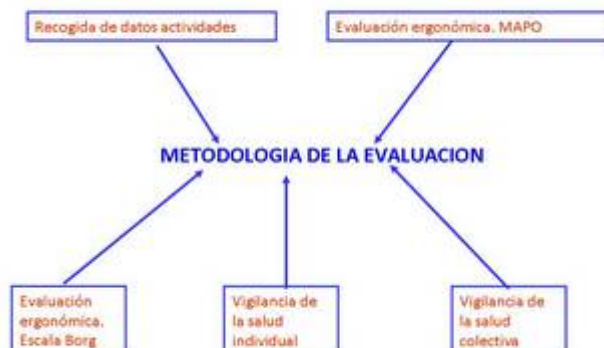 Recogida de datos actividades
Evaluación ergonómica. MAPO
METODOLOGIA DE LA EVALUACION
Evaluación
ergonómica.
Escala Borg
Vigilancia de
la salud
individual
Vigilancia de
la salud
colectiva